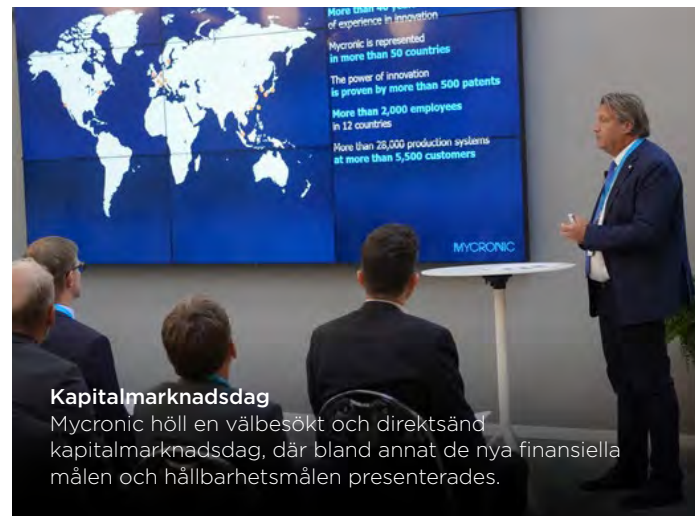 More than 40
of experience in innovation
Mycronic is represented
in more than 50 countries
The power of innovation
is proven by more than 500 patents
More than 2,000 employees
in 12 countries
More than 28,000 production systems
at more than 5,500 customers
MYCRONIC
Kapitalmarknadsdag
Mycronic höll en välbesökt och direktsänd
kapitalmarknadsdag, där bland annat de nya finansiella
målen och hållbarhetsmålen presenterades.